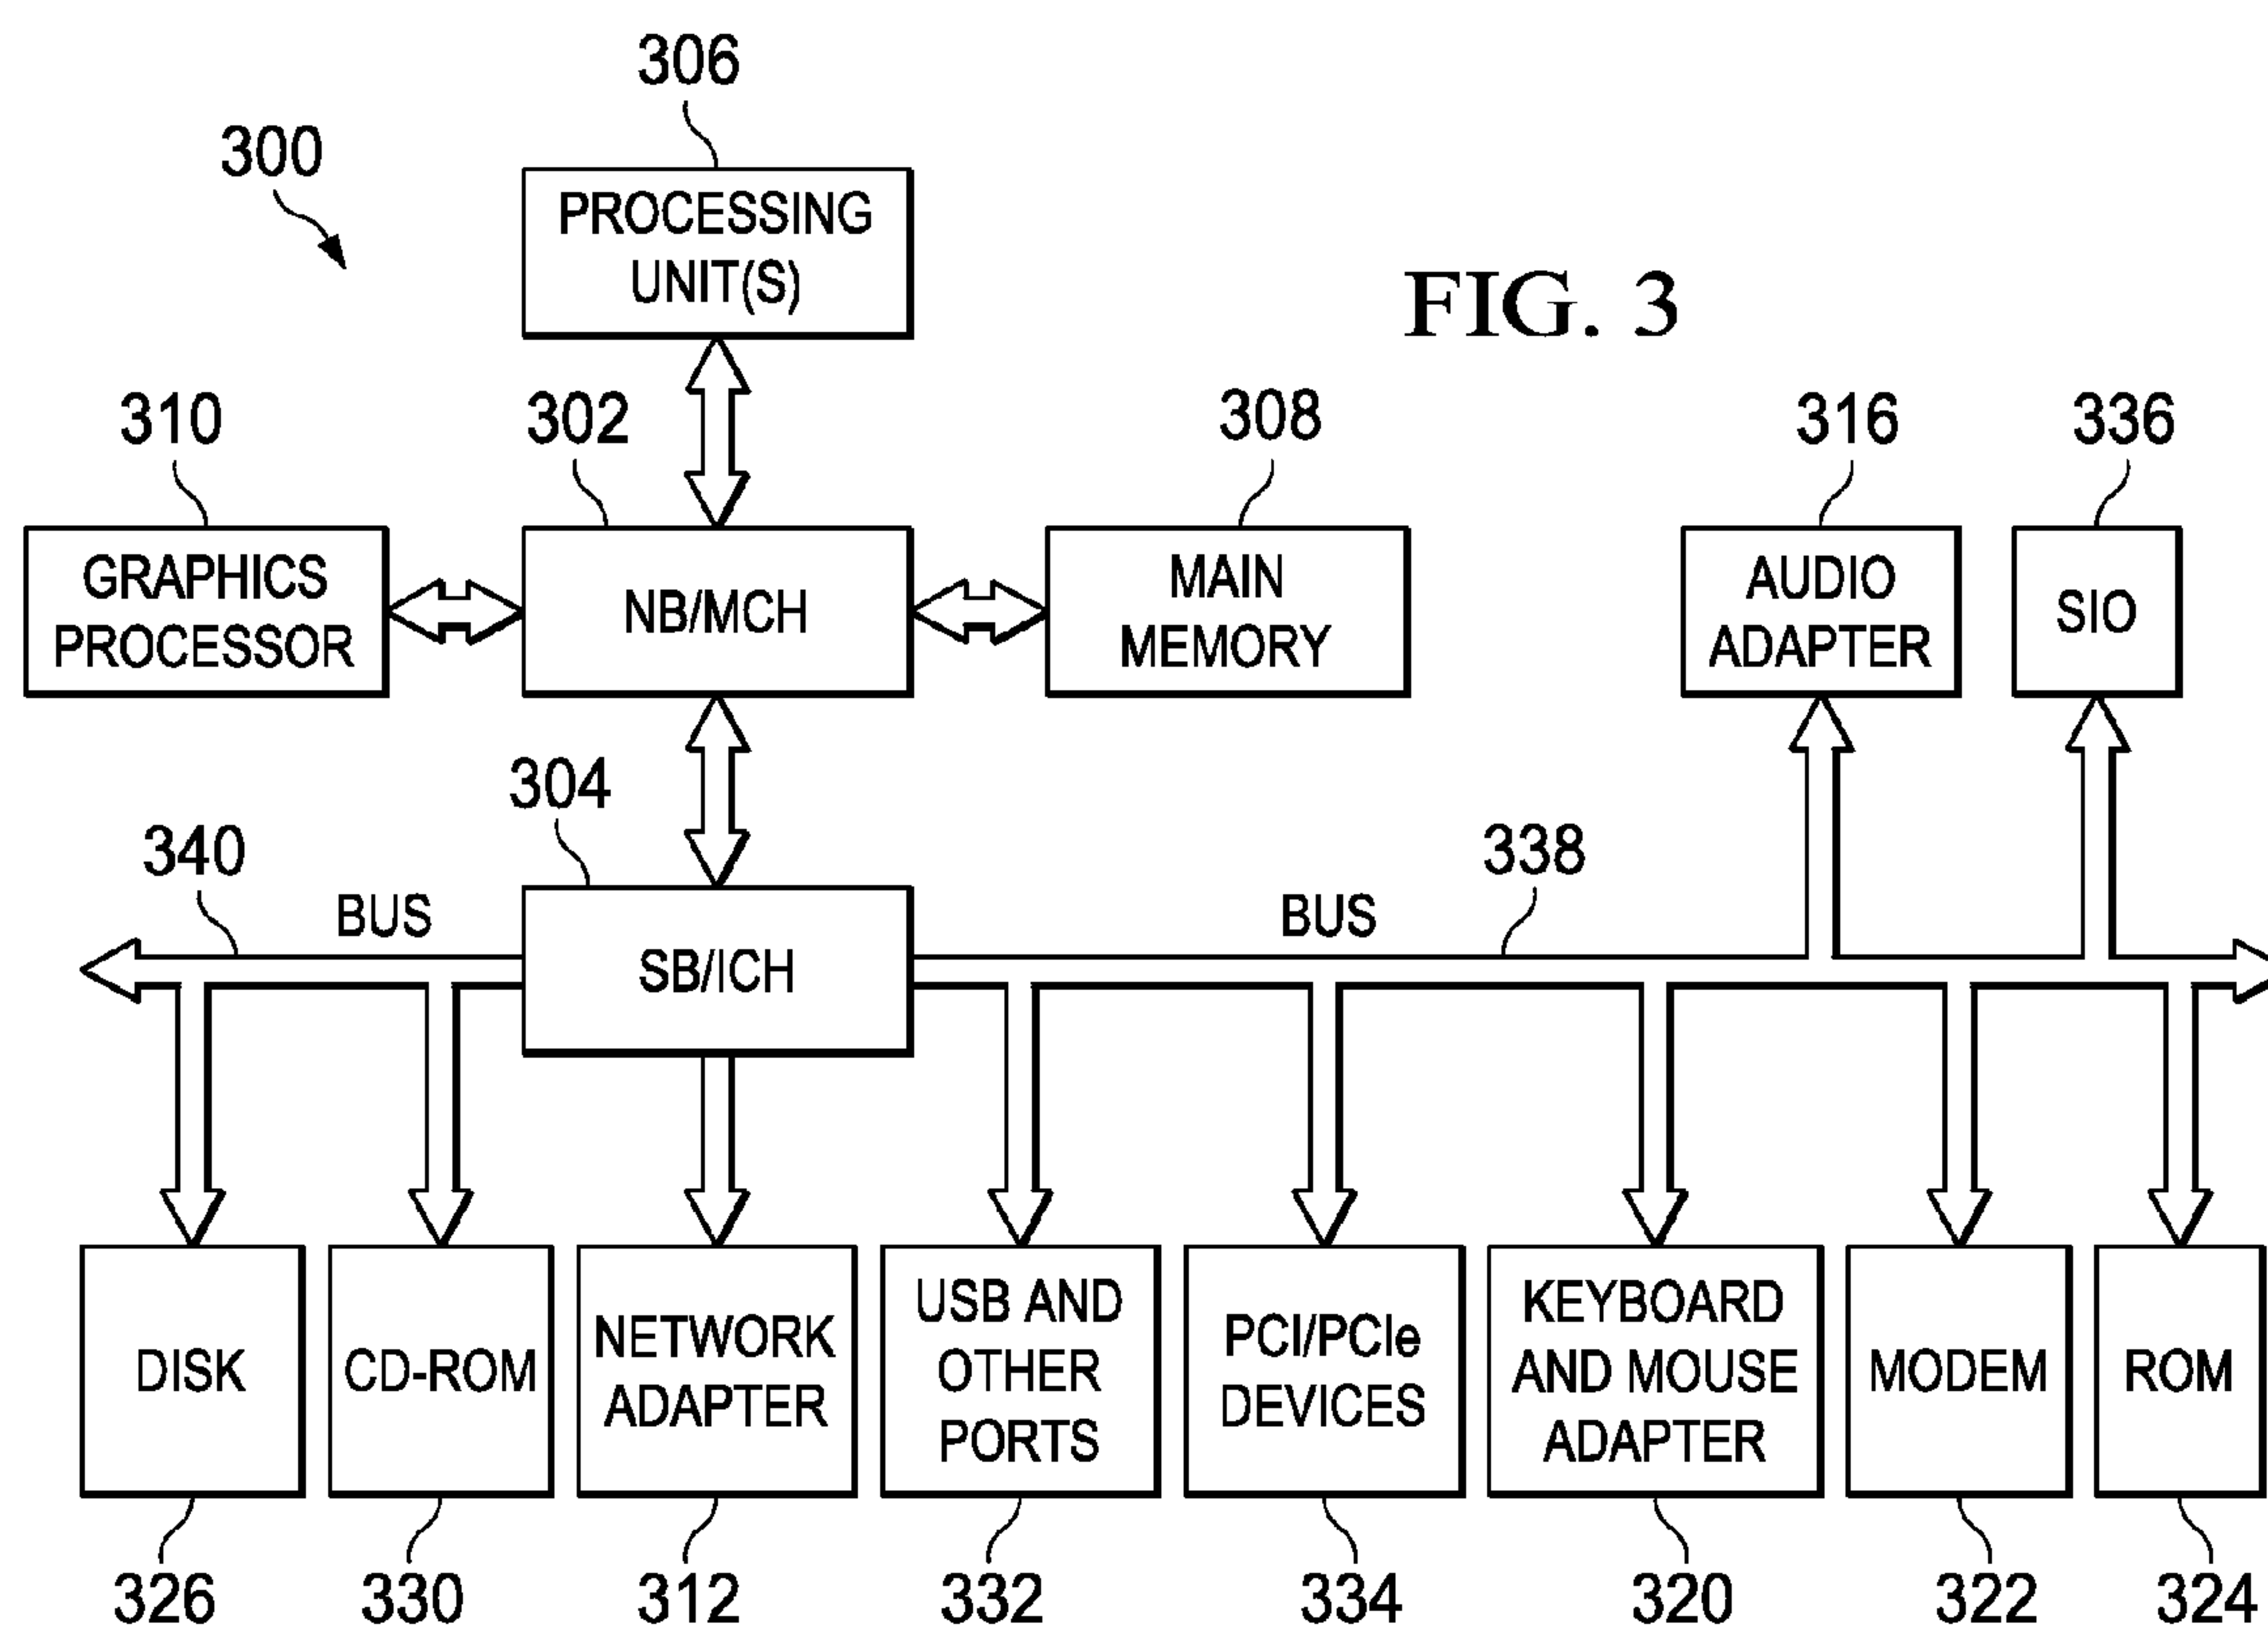 306
300
PROCESSING
UNIT(S)
FIG. 3
310
302
308
316
336
GRAPHICS
PROCESSOR
NB/MCH
MAIN
MEMORY
AUDIO
ADAPTER
SIO
304
340
338
BUS
BUS
SB/ICH
DISK
CD-ROM
NETWORK
ADAPTER
USB AND
OTHER
PORTS
PCI/PCIe
DEVICES
KEYBOARD
AND MOUSE
ADAPTER
MODEM
ROM
326
330
312
332
334
320
322
324